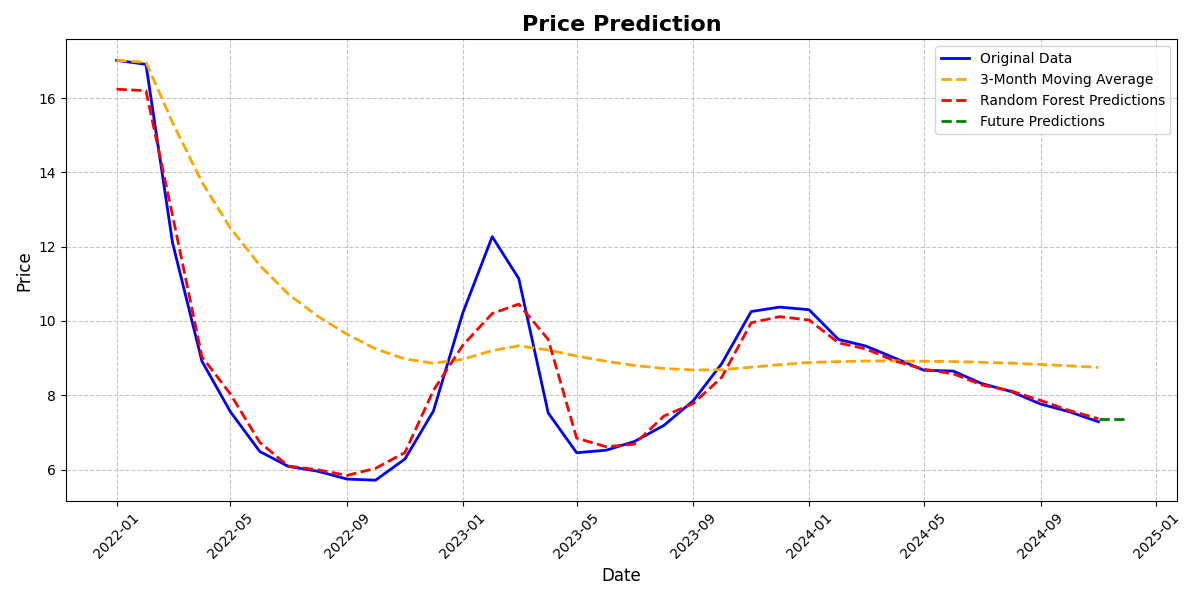 Price Prediction
Original Data
3-Month Moving Average
Random Forest Predictions
Future Predictions
Price
16
14
12
10
8
6
2022-01
2022-05
2022-09
2023-01
2023-05
2023-09
2024-01
2024-05
2024-09
2025-01
Date